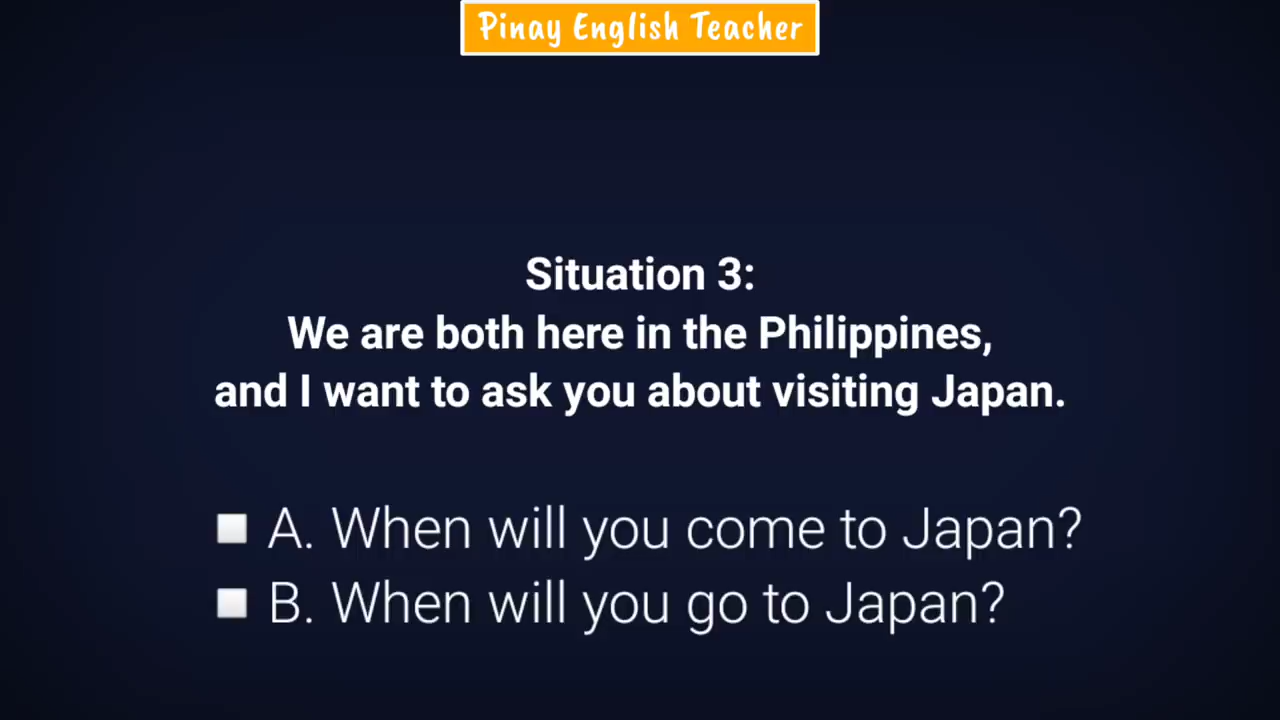 Pinay English Teacher
Situation 3:
We are both here in the Philippines,
and I want to ask you about visiting Japan.
A. When will you come to Japan?
B. When will you go to Japan?